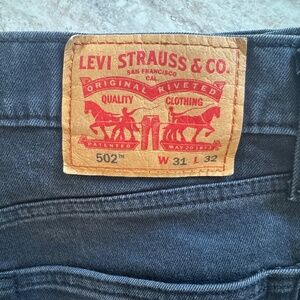 LEVI STRAUSS & CO.
SAN FRANCISCO
CAL.
ORIGINAL RIVETED
QUALITY CLOTHING
PATENTED MAY 20 1873
502™ W 31 L 32